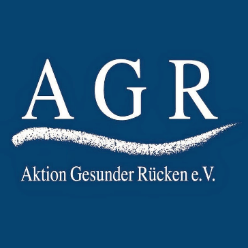 AGR
Aktion Gesunder Rücken e.V.